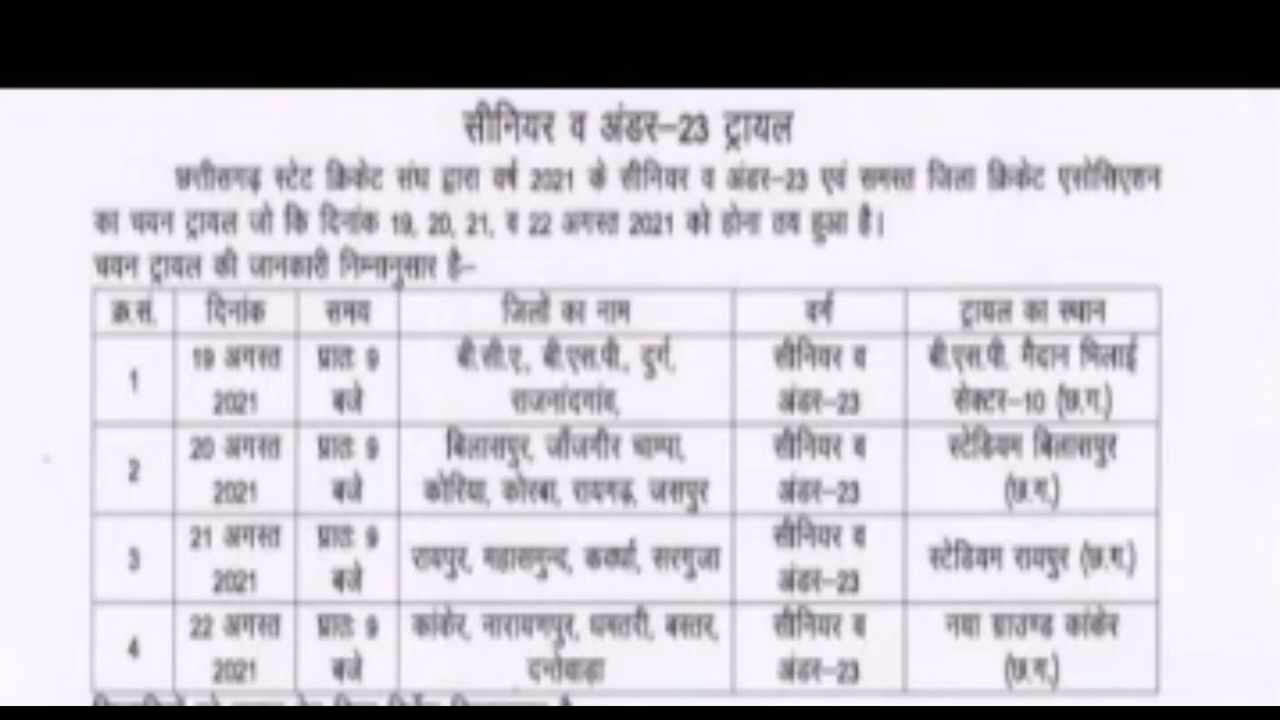 सीनियर व अंडर–23 ट्रायल
छत्तीसगढ़ स्टेट क्रिकेट संघ द्वारा वर्ष 2021 के सीनियर व अंडर–23 एवं समस्त जिला क्रिकेट एसोसिएशन
का चयन ट्रायल जो कि दिनांक 19, 20, 21, व 22 अगस्त 2021 को होना तय हुआ है।
चयन ट्रायल की जानकारी निम्नानुसार है–
क्र.सं. दिनांक समय जिलों का नाम वर्ग ट्रायल का स्थान
1 19 अगस्त 2021 प्रातः 9 बजे बी.सी.ए., बी.एस.पी., दुर्ग, राजनांदगांव, सीनियर व अंडर–23 बी.एस.पी. मैदान भिलाई सेक्टर–10 (छ.ग.)
2 20 अगस्त 2021 प्रातः 9 बजे बिलासपुर, जाँजगीर चाम्पा, कोरिया, कोरबा, रायगढ़, जसपुर सीनियर व अंडर–23 स्टेडियम बिलासपुर (छ.ग.)
3 21 अगस्त 2021 प्रातः 9 बजे रायपुर, महासमुन्द, कवर्धा, सरगुजा सीनियर व अंडर–23 स्टेडियम रायपुर (छ.ग.)
4 22 अगस्त 2021 प्रातः 9 बजे कांकेर, नारायणपुर, धमतरी, बस्तर, सीनियर व अंडर–23 नया ग्राउण्ड कांकेर (छ.ग.)